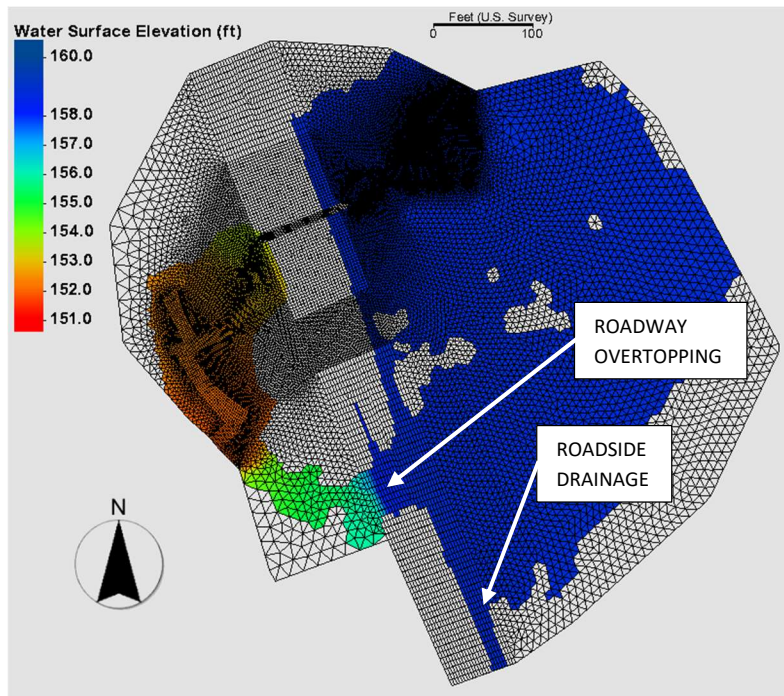 Water Surface Elevation (ft)
160.0
158.0
157.0
156.0
155.0
154.0
153.0
152.0
151.0
Feet (U.S. Survey)
0 100
ROADWAY
OVERTOPPING
ROADSIDE
DRAINAGE
N